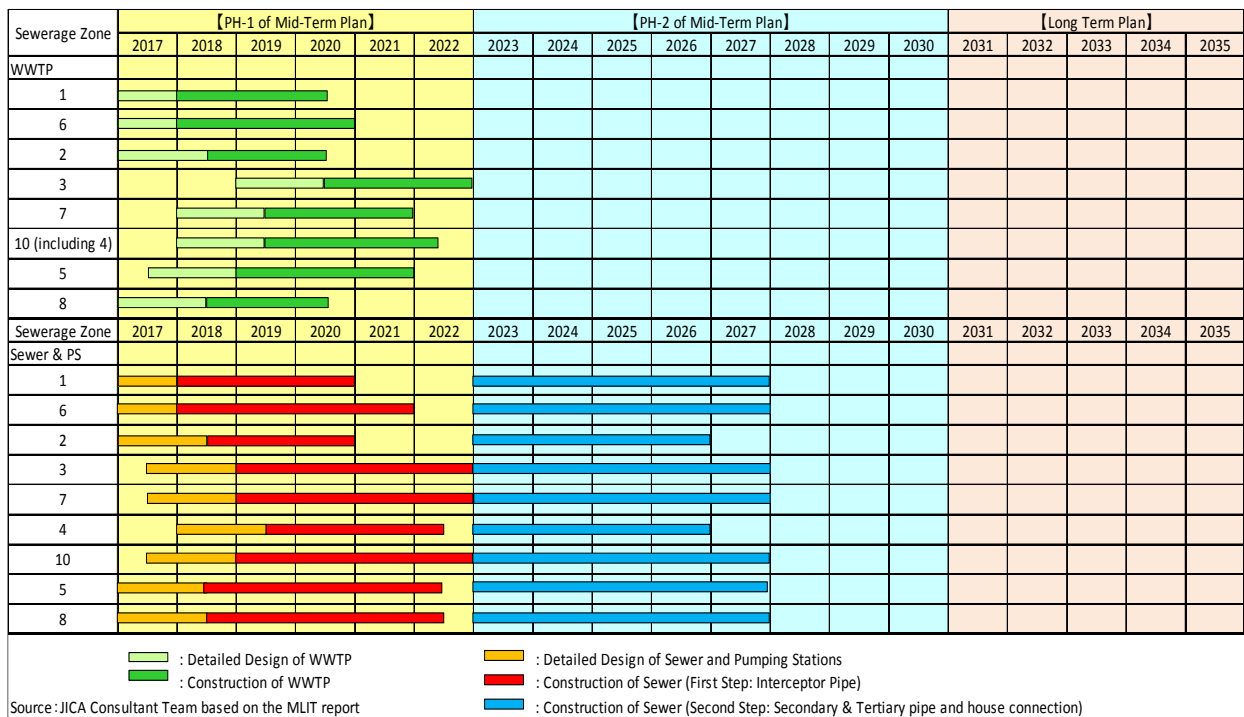 Sewerage Zone 【PH-1 of Mid-Term Plan】 【PH-2 of Mid-Term Plan】 【Long Term Plan】
2017 2018 2019 2020 2021 2022 2023 2024 2025 2026 2027 2028 2029 2030 2031 2032 2033 2034 2035
WWTP
1
6
2
3
7
10 (including 4)
5
8
Sewerage Zone 2017 2018 2019 2020 2021 2022 2023 2024 2025 2026 2027 2028 2029 2030 2031 2032 2033 2034 2035
Sewer & PS
1
6
2
3
7
4
10
5
8
: Detailed Design of WWTP : Detailed Design of Sewer and Pumping Stations
: Construction of WWTP : Construction of Sewer (First Step: Interceptor Pipe)
Source:JICA Consultant Team based on the MLIT report : Construction of Sewer (Second Step: Secondary & Tertiary pipe and house connection)